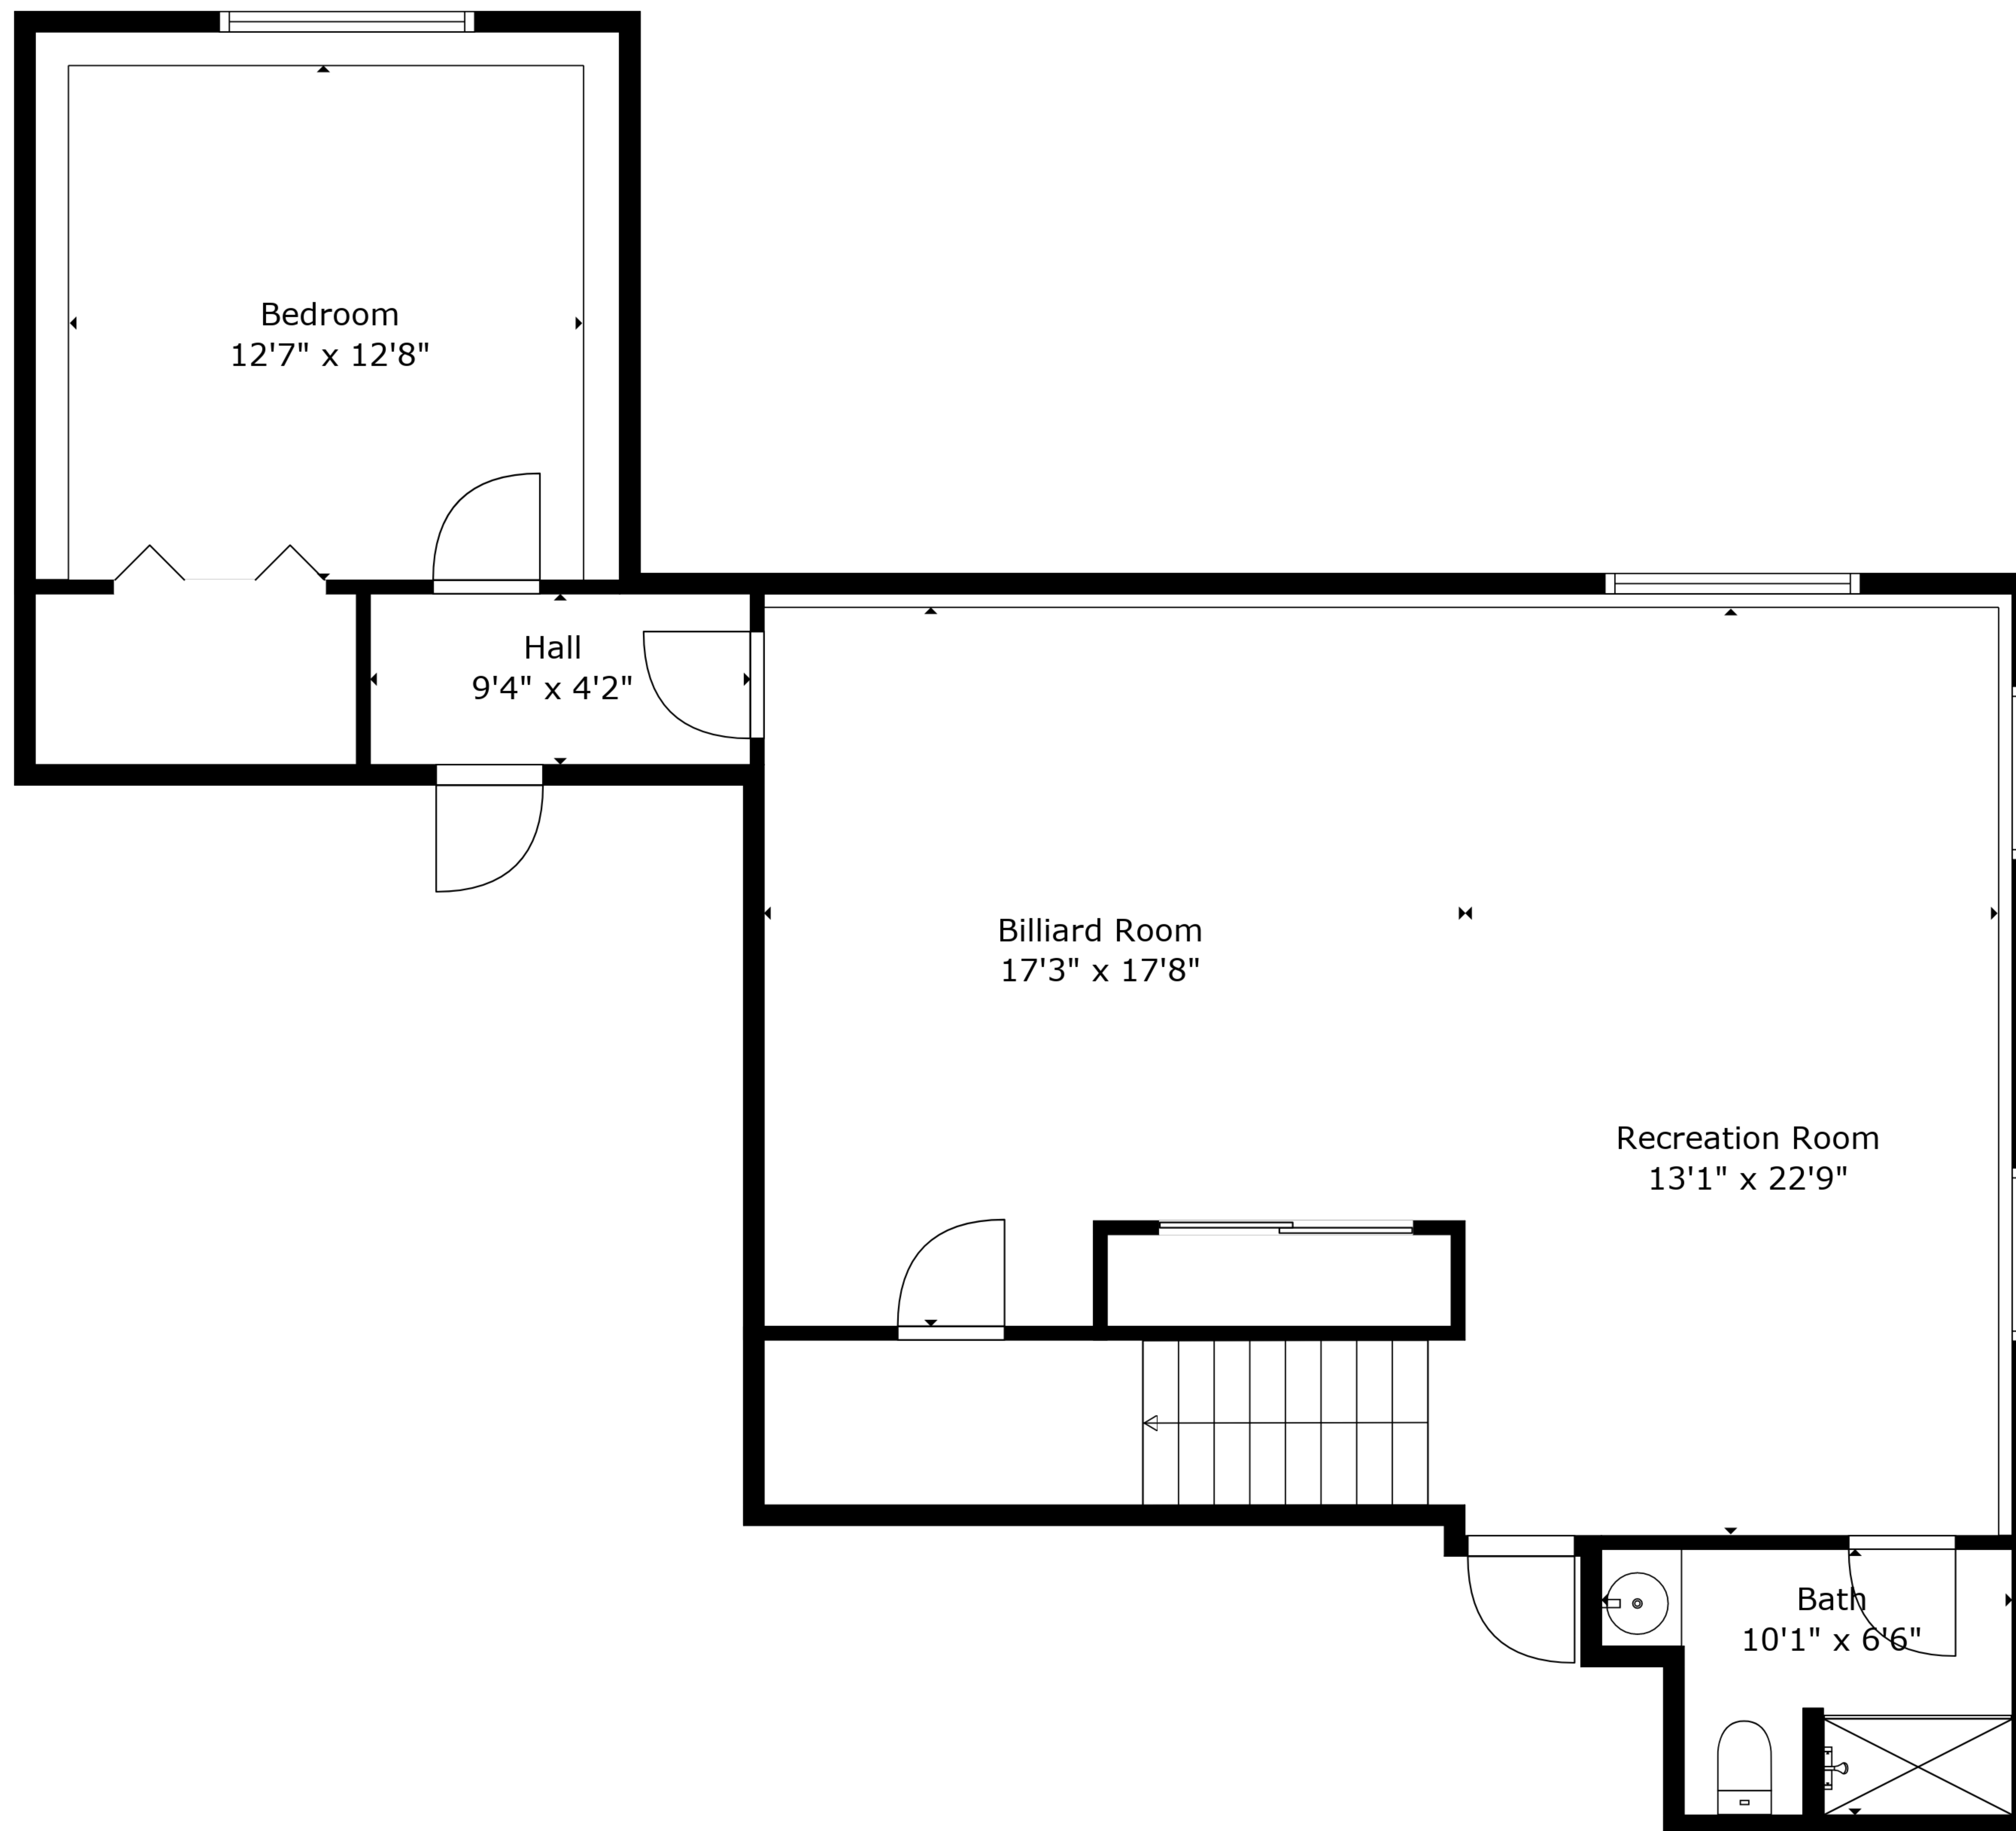 Bedroom
12'7" x 12'8"
Hall
9'4" x 4'2"
Billiard Room
17'3" x 17'8"
Recreation Room
13'1" x 22'9"
Bath
10'1" x 6'6"